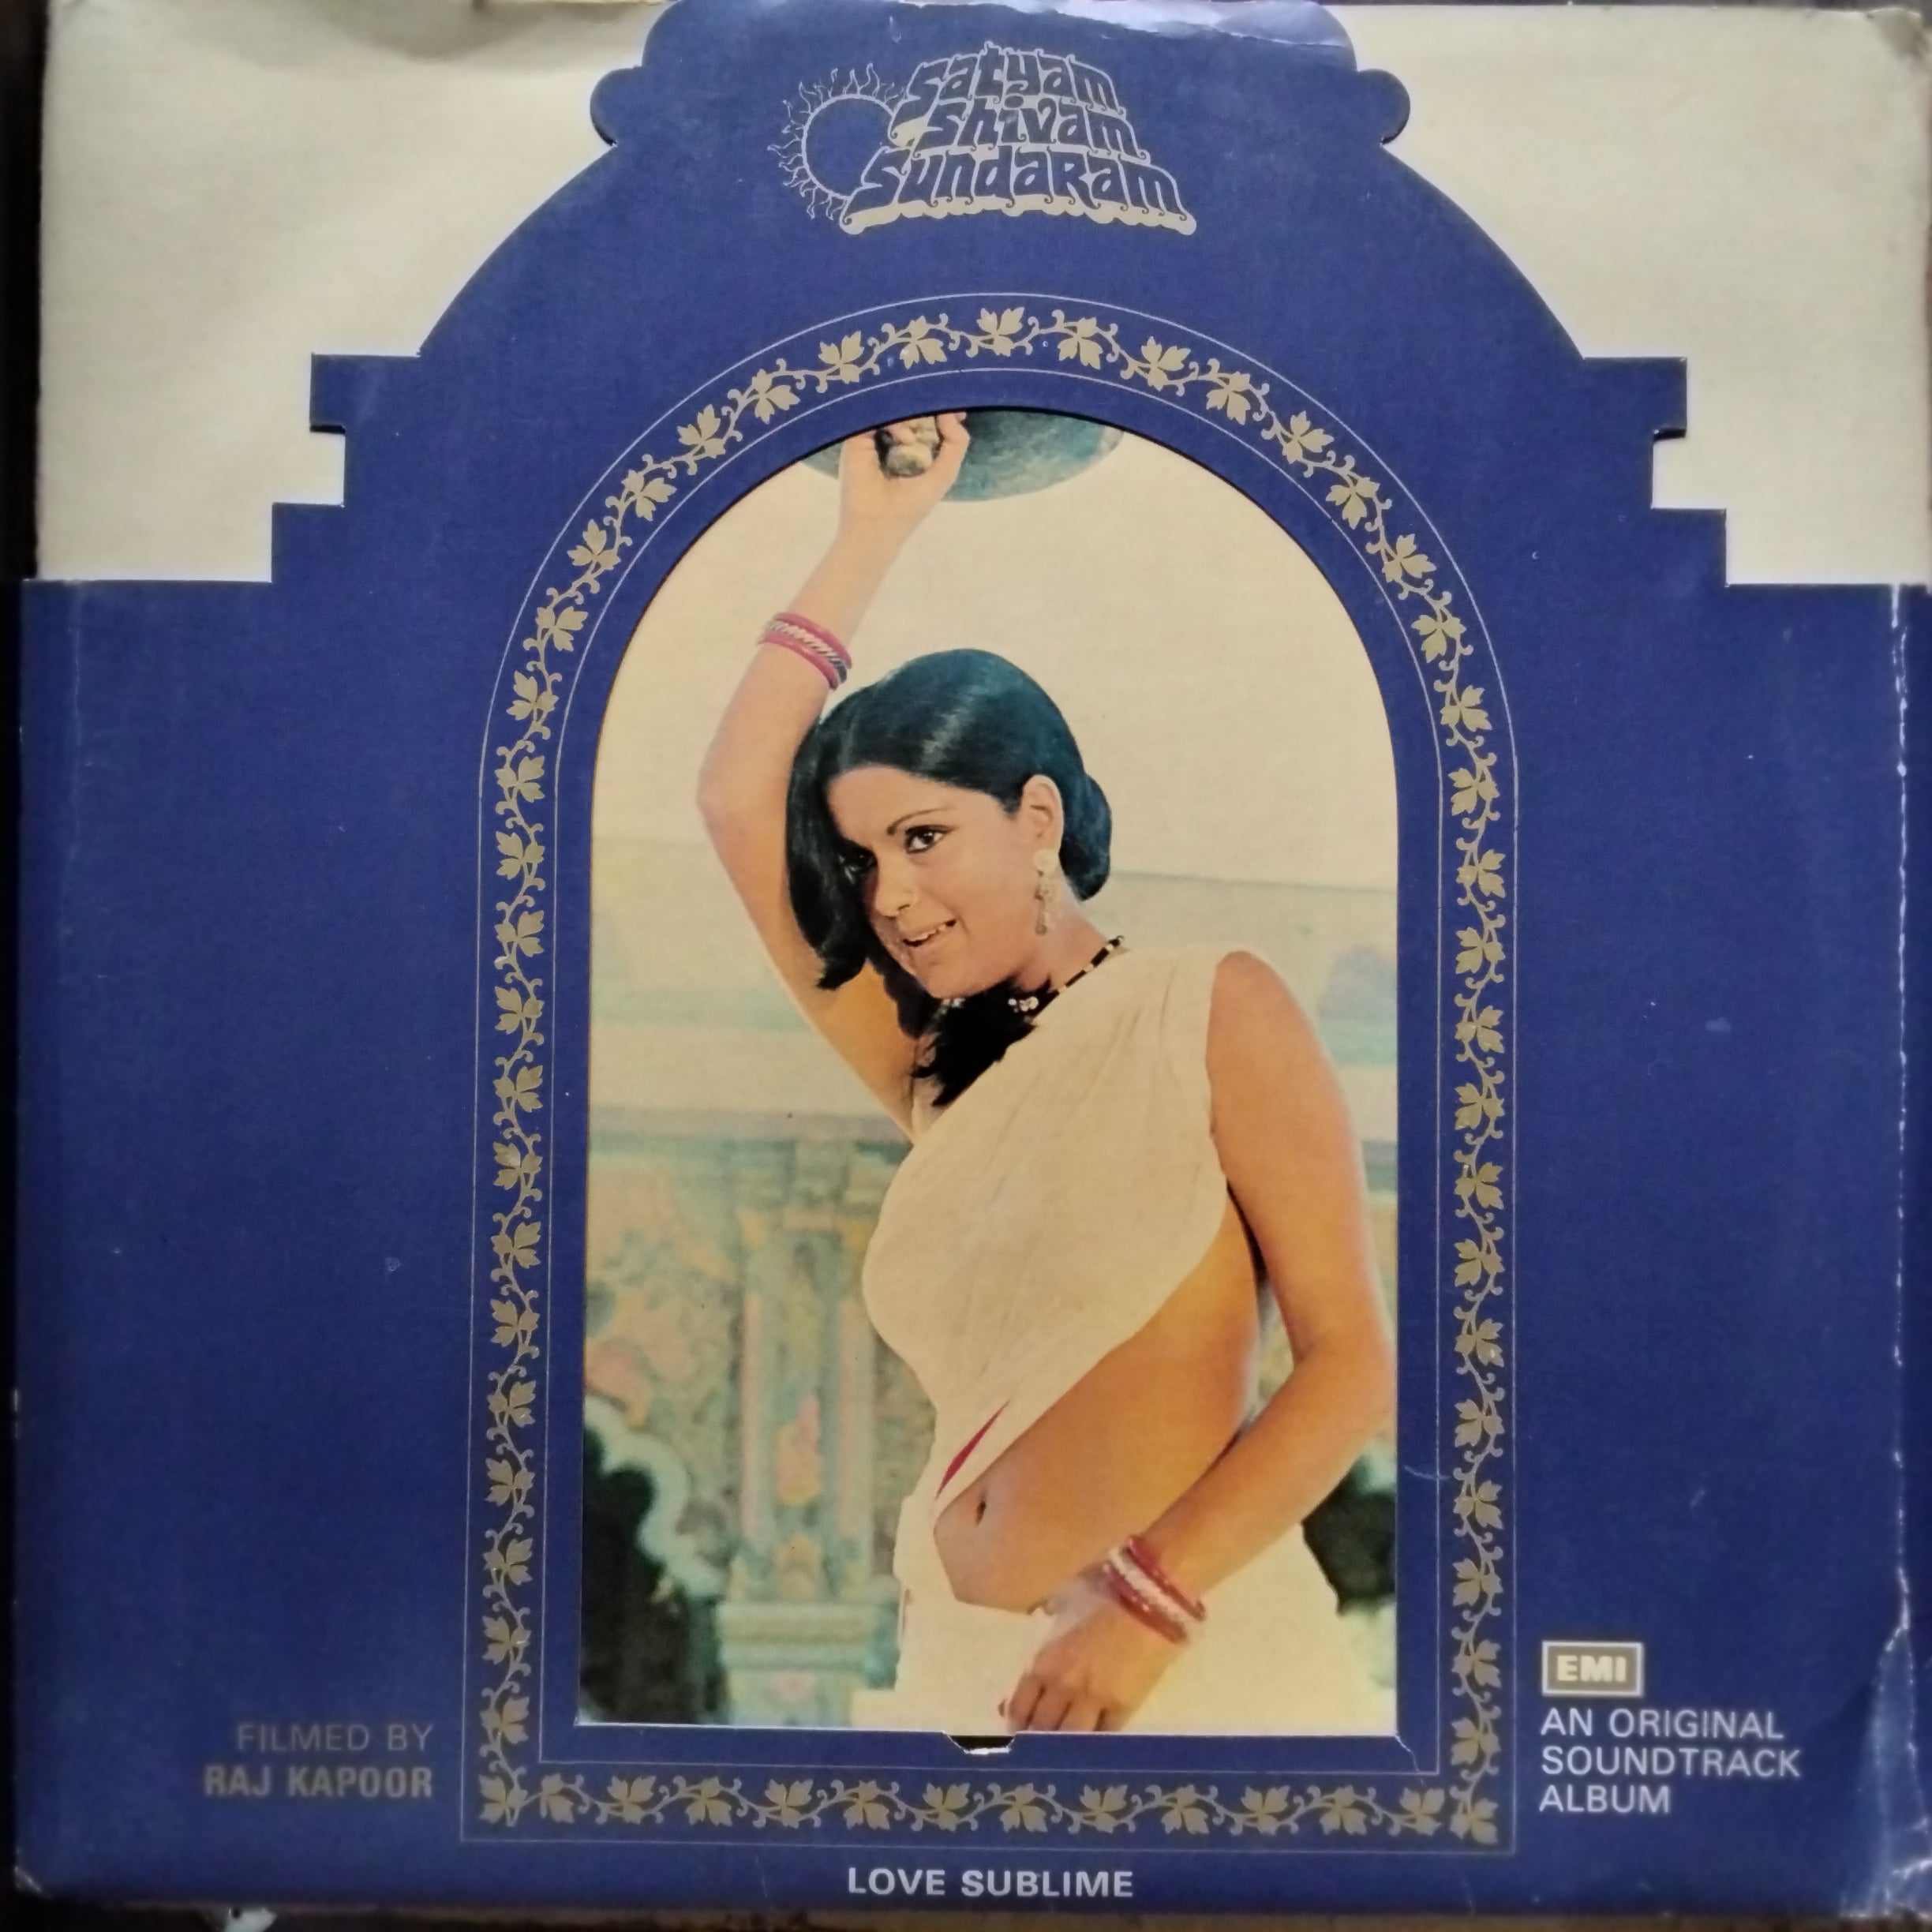 Satyam
Shivam
Sundaram
FILMED BY
RAJ KAPOOR
EMI
AN ORIGINAL
SOUNDTRACK
ALBUM
LOVE SUBLIME